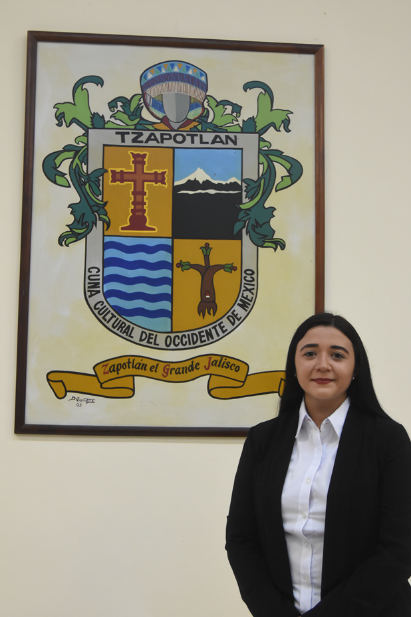 TZAPOTLAN
CUNA CULTURAL DEL OCCIDENTE DE MEXICO
Zapotlán el Grande Jalisco